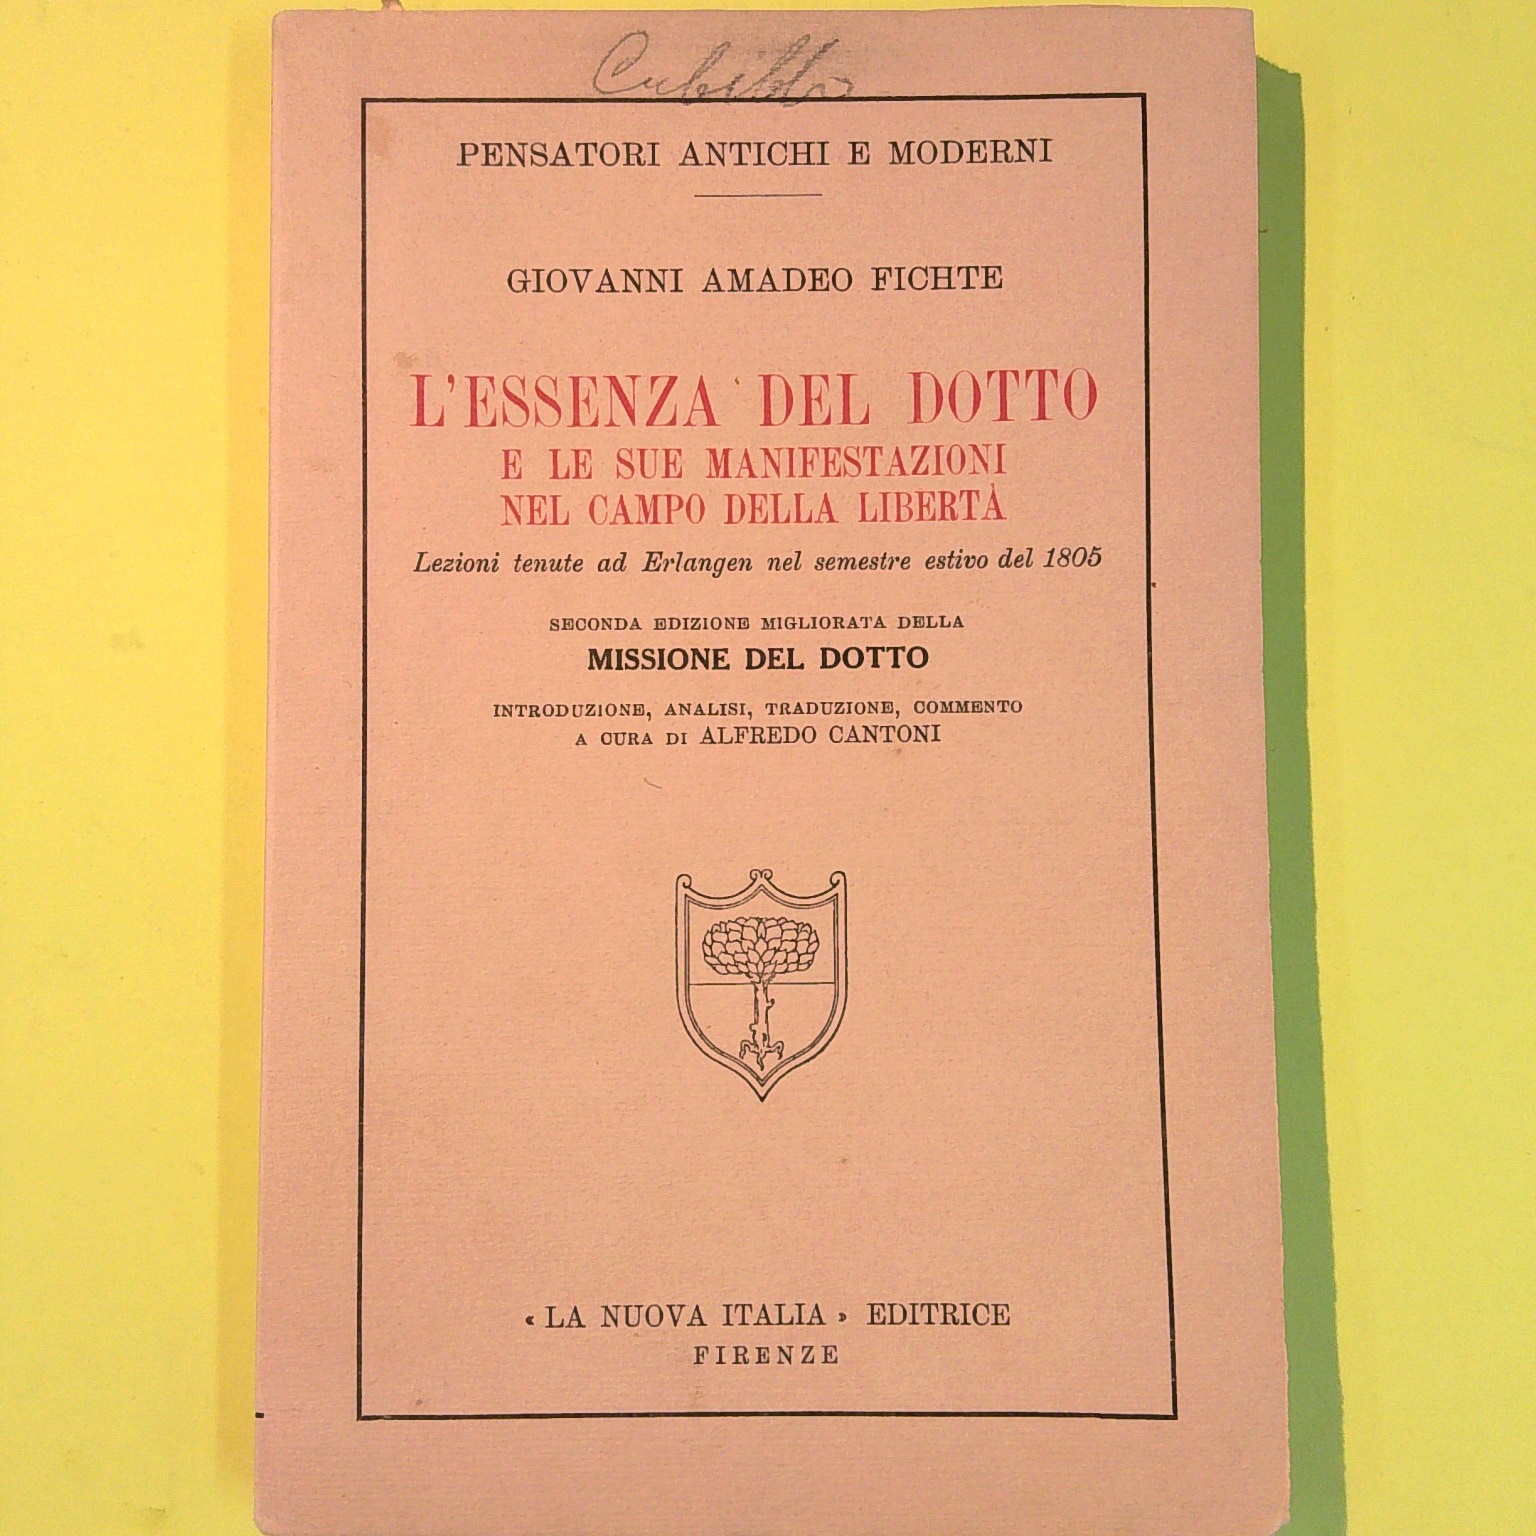 PENSATORI ANTICHI E MODERNI
GIOVANNI AMADEO FICHTE
L'ESSENZA DEL DOTTO
E LE SUE MANIFESTAZIONI
NEL CAMPO DELLA LIBERTÀ
Lezioni tenute ad Erlangen nel semestre estivo del 1805
SECONDA EDIZIONE MIGLIORATA DELLA
MISSIONE DEL DOTTO
INTRODUZIONE, ANALISI, TRADUZIONE, COMMENTO
A CURA DI ALFREDO CANTONI
« LA NUOVA ITALIA » EDITRICE
FIRENZE